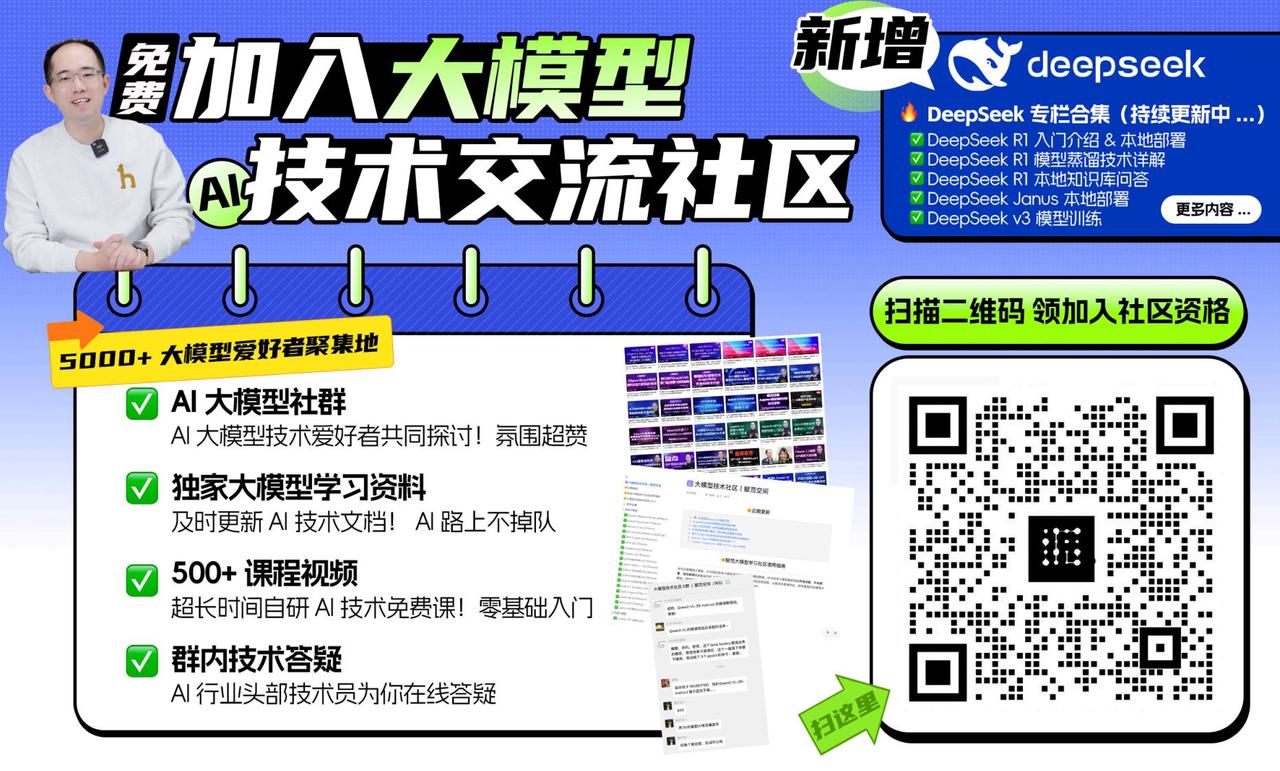 免费
加入大模型
AI技术交流社区
新增
deepseek
🔥 DeepSeek 专栏合集（持续更新中 ...）
✅ DeepSeek R1 入门介绍 & 本地部署
✅ DeepSeek R1 模型蒸馏技术详解
✅ DeepSeek R1 本地知识库问答
✅ DeepSeek Janus 本地部署
✅ DeepSeek v3 模型训练
更多内容 ...
5000+ 大模型爱好者聚集地
✅ AI 大模型社群
AI 大模型技术爱好者共同探讨！氛围超赞
✅ 独家大模型学习资料
及时更新 AI 技术文档！ AI 路上不掉队
✅ 500+ 课程视频
超长时间自研 AI 技术免费课！零基础入门
✅ 群内技术答疑
AI 行业头部技术员为你在线答疑
大模型技术社区 | 赋范空间
扫描二维码 领加入社区资格
扫这里